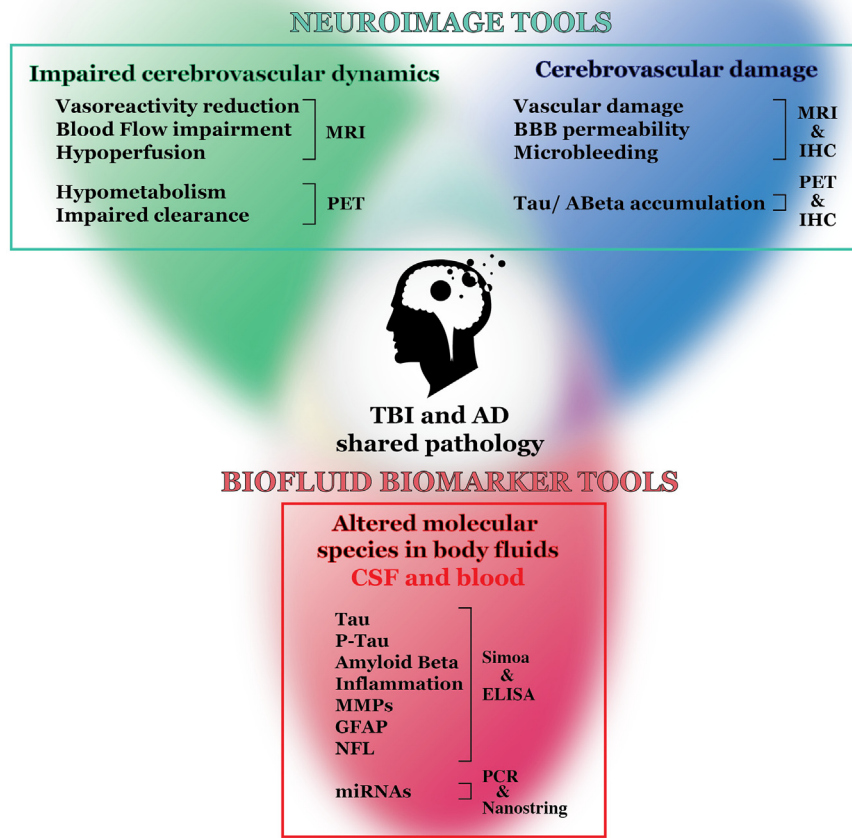 NEUROIMAGE TOOLS
Impaired cerebrovascular dynamics
Vasoreactivity reduction
Blood Flow impairment
Hypoperfusion
MRI
Hypometabolism
Impaired clearance
PET
Cerebrovascular damage
Vascular damage
BBB permeability
Microbleeding
MRI
&
IHC
Tau/ ABeta accumulation
PET
&
IHC
TBI and AD
shared pathology
BIOFLUID BIOMARKER TOOLS
Altered molecular
species in body fluids
CSF and blood
Tau
P-Tau
Amyloid Beta
Inflammation
MMPs
GFAP
NFL
Simoa
&
ELISA
miRNAs
PCR
&
Nanostring